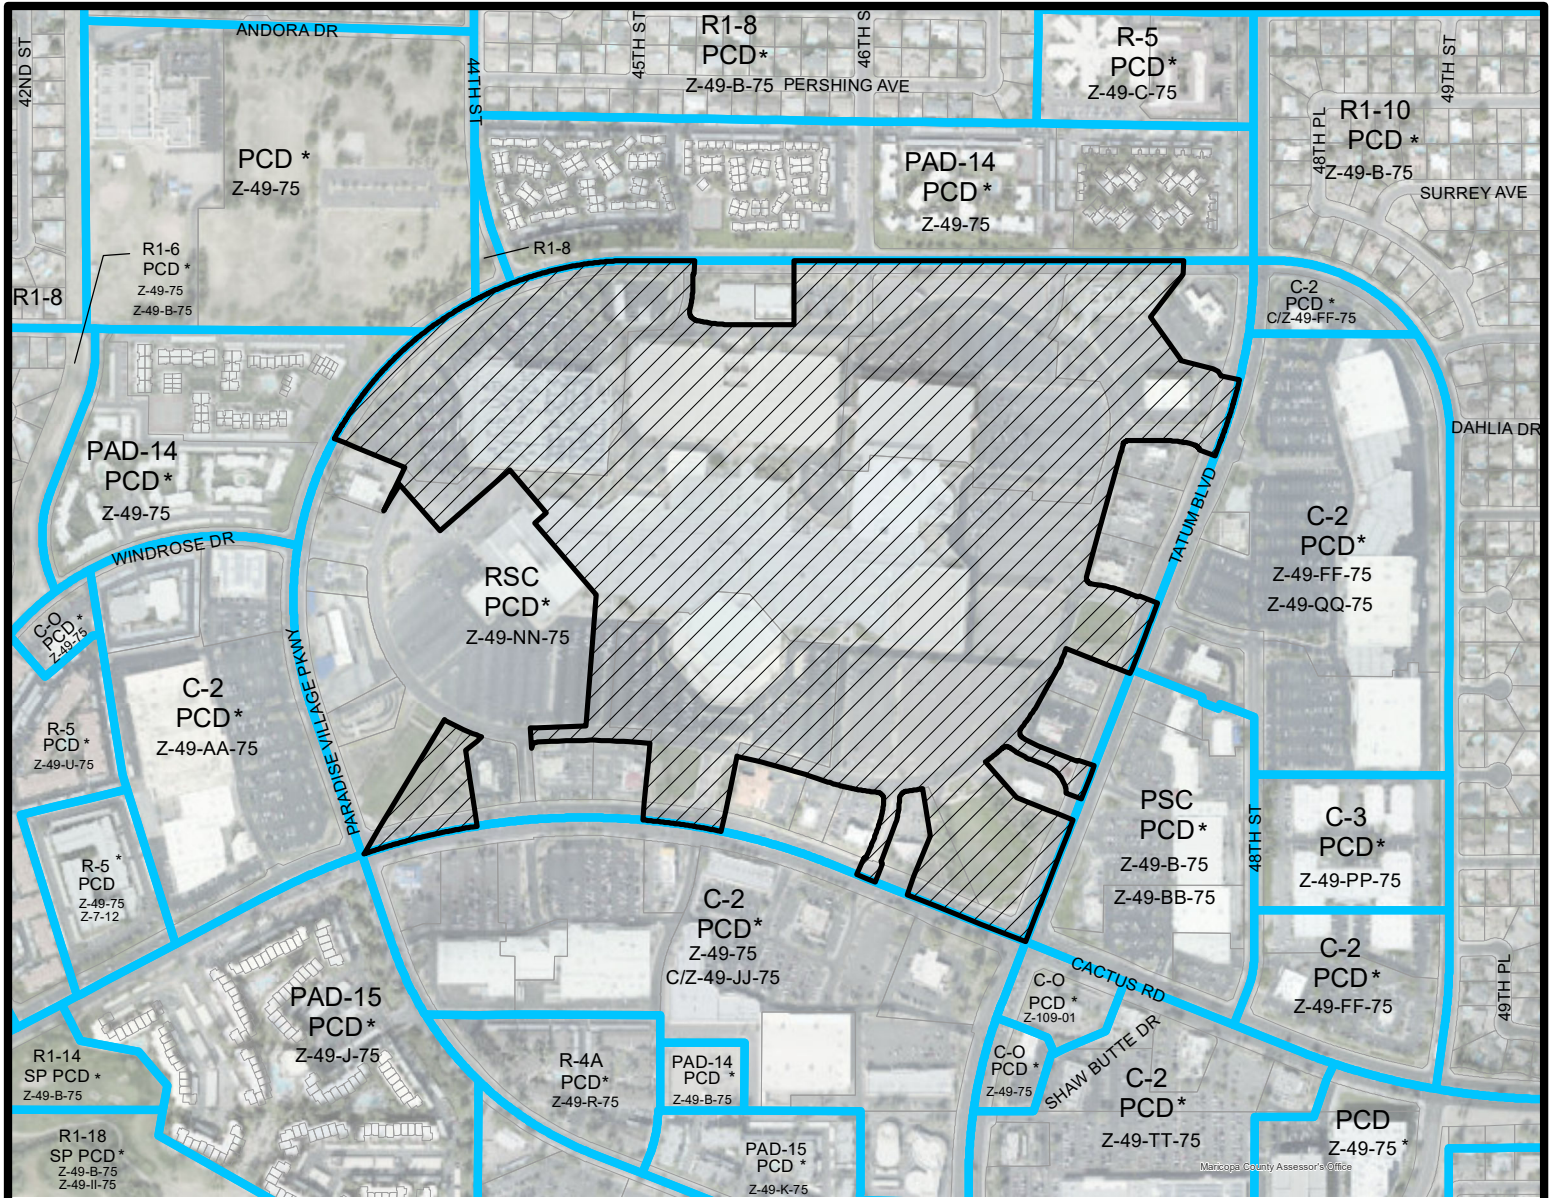 42ND ST
ANDORA DR
44TH ST
45TH ST
R1-8
PCD*
Z-49-B-75
46TH S
PERSHING AVE
R-5
PCD*
Z-49-C-75
R1-10
PCD *
Z-49-B-75
48TH PL
49TH ST
SURREY AVE
PCD *
Z-49-75
PAD-14
PCD *
Z-49-75
R1-6
PCD *
Z-49-75
Z-49-B-75
R1-8
R1-8
C-2
PCD *
C/Z-49-FF-75
PAD-14
PCD *
Z-49-75
WINDROSE DR
DAHLIA DR
TATUM BLVD
C-2
PCD*
Z-49-FF-75
Z-49-QQ-75
RSC
PCD*
Z-49-NN-75
C-O
PCD *
Z-49-75
PARADISE VILLAGE PKWY
C-2
PCD*
Z-49-AA-75
R-5
PCD *
Z-49-U-75
R-5 *
PCD
Z-49-75
Z-7-12
PSC
PCD*
Z-49-B-75
Z-49-BB-75
48TH ST
C-3
PCD*
Z-49-PP-75
C-2
PCD*
Z-49-75
C/Z-49-JJ-75
C-2
PCD*
Z-49-FF-75
49TH PL
CACTUS RD
C-O
PCD *
Z-109-01
PAD-15
PCD*
Z-49-J-75
R1-14
SP PCD *
Z-49-B-75
R-4A
PCD*
Z-49-R-75
PAD-14
PCD *
Z-49-B-75
C-O
PCD *
Z-49-75
SHAW BUTTE DR
C-2
PCD*
Z-49-TT-75
PCD
Z-49-75 *
R1-18
SP PCD*
Z-49-B-75
Z-49-II-75
PAD-15
PCD *
Z-49-K-75
Maricopa County Assessor's Office